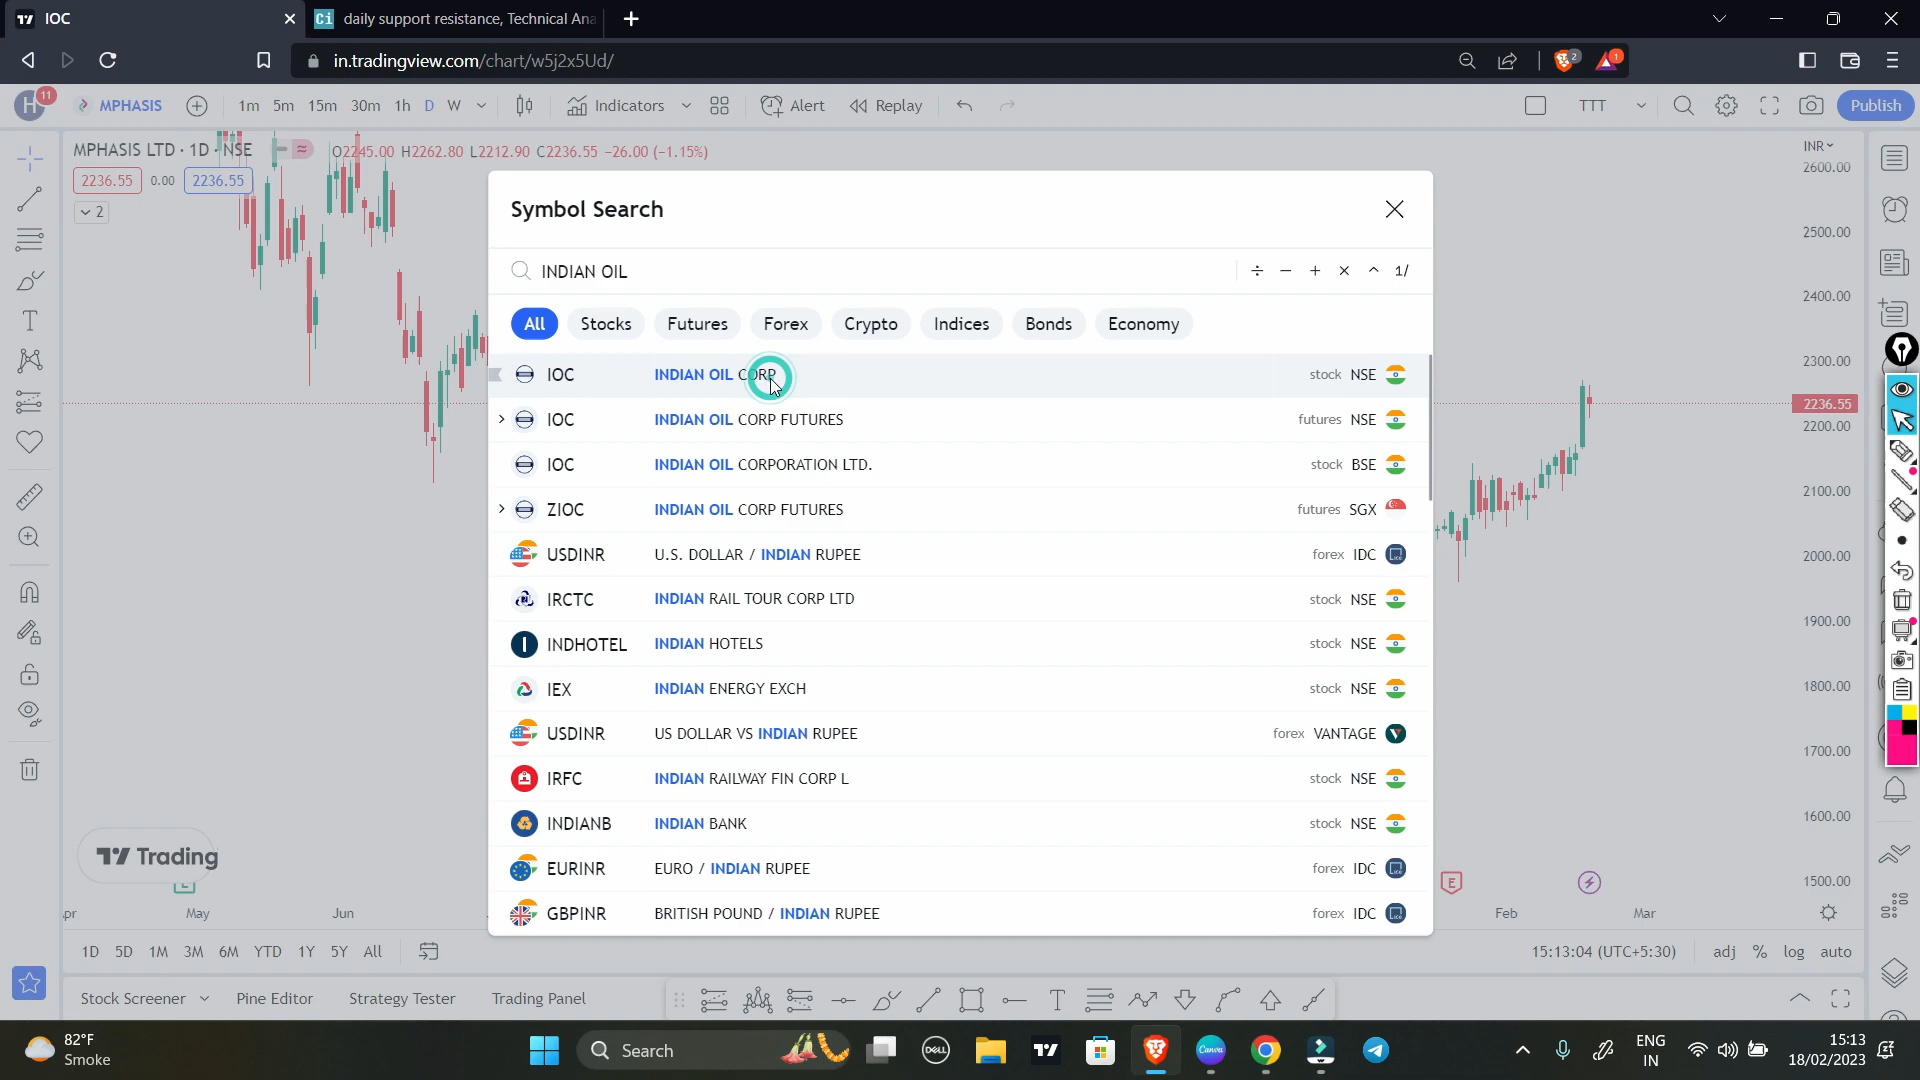 IOC
Ci daily support resistance, Technical Ana
in.tradingview.com/chart/w5j2x5Ud/
2
1
H 11 MPHASIS 1m 5m 15m 30m 1h D W Indicators Alert Replay TTT Publish
MPHASIS LTD · 1D · NSE O2245.00 H2262.80 L2212.90 C2236.55 -26.00 (-1.15%)
2236.55 0.00 2236.55
2
INR
2600.00
2500.00
2400.00
2300.00
2236.55
2200.00
2100.00
2000.00
1900.00
1800.00
1700.00
1600.00
1500.00
Symbol Search
INDIAN OIL
÷ − + × ^ 1/
All Stocks Futures Forex Crypto Indices Bonds Economy
IOC INDIAN OIL CORP stock NSE
IOC INDIAN OIL CORP FUTURES futures NSE
IOC INDIAN OIL CORPORATION LTD. stock BSE
ZIOC INDIAN OIL CORP FUTURES futures SGX
USDINR U.S. DOLLAR / INDIAN RUPEE forex IDC
IRCTC INDIAN RAIL TOUR CORP LTD stock NSE
INDHOTEL INDIAN HOTELS stock NSE
IEX INDIAN ENERGY EXCH stock NSE
USDINR US DOLLAR VS INDIAN RUPEE forex VANTAGE
IRFC INDIAN RAILWAY FIN CORP L stock NSE
INDIANB INDIAN BANK stock NSE
EURINR EURO / INDIAN RUPEE forex IDC
GBPINR BRITISH POUND / INDIAN RUPEE forex IDC
Trading
E E
pr May Jun Feb Mar
1D 5D 1M 3M 6M YTD 1Y 5Y All 15:13:04 (UTC+5:30) adj % log auto
Stock Screener Pine Editor Strategy Tester Trading Panel
82°F
Smoke
Search
DELL
Canva
ENG
IN
15:13
18/02/2023